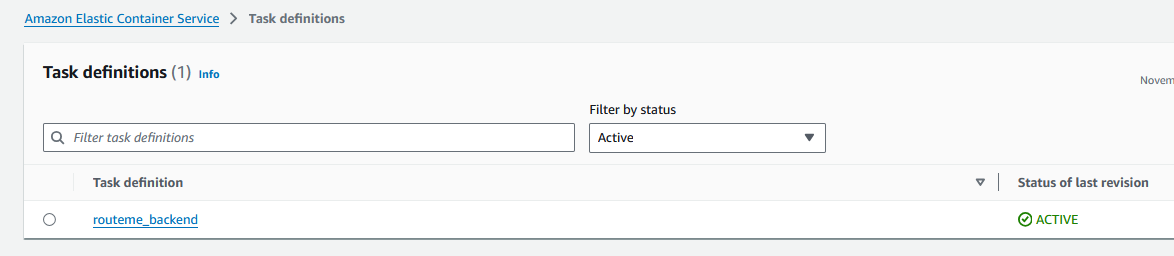 Amazon Elastic Container Service > Task definitions
Task definitions (1) Info
Filter by status
Filter task definitions
Active
Task definition Status of last revision
routeme_backend ACTIVE